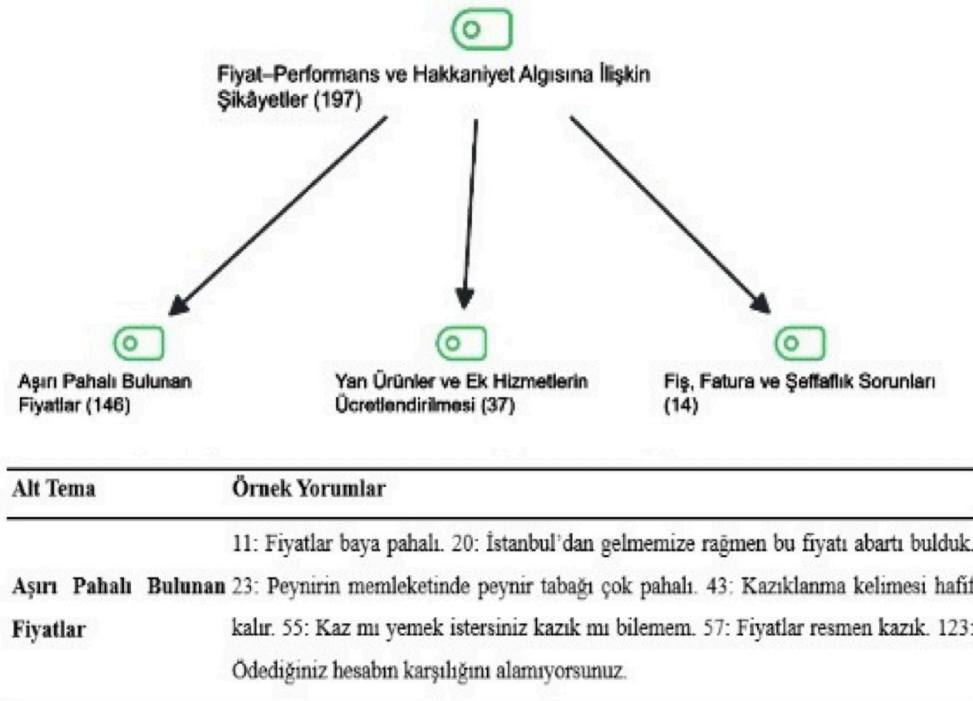 Fiyat–Performans ve Hakkaniyet Algısına İlişkin
Şikâyetler (197)
Aşırı Pahalı Bulunan
Fiyatlar (146)
Yan Ürünler ve Ek Hizmetlerin
Ücretlendirilmesi (37)
Fiş, Fatura ve Şeffaflık Sorunları
(14)
Alt Tema Örnek Yorumlar
11: Fiyatlar baya pahalı. 20: İstanbul’dan gelmemize rağmen bu fiyatı abartı bulduk.
Aşırı Pahalı Bulunan 23: Peynirin memleketinde peynir tabağı çok pahalı. 43: Kazıklanma kelimesi hafif
Fiyatlar kalır. 55: Kaz mı yemek istersiniz kazık mı bilemem. 57: Fiyatlar resmen kazık. 123:
Ödediğiniz hesabın karşılığını alamıyorsunuz.